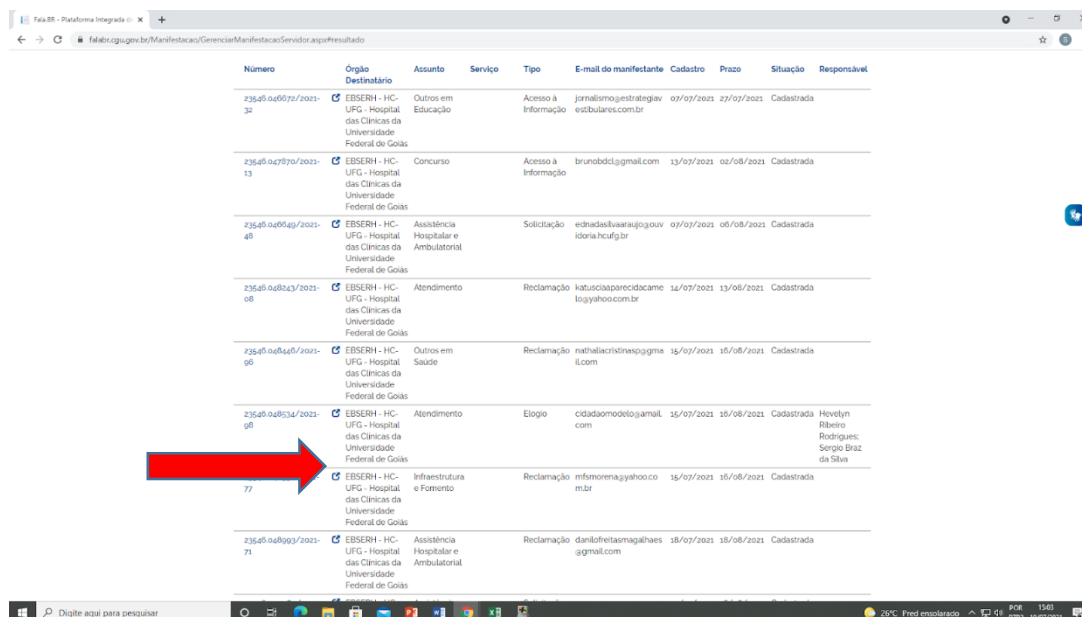 Fala.BR - Plataforma Integrada de
falabr.cgu.gov.br/Manifestacao/GerenciarManifestacaoServidor.aspx#resultado
Número Órgão Destinatário Assunto Serviço Tipo E-mail do manifestante Cadastro Prazo Situação Responsável
23546.046672/2021- EBSERH - HC- Outros em Acesso à jornalismo@estrategiav 07/07/2021 27/07/2021 Cadastrada
32 UFG - Hospital Educação Informação estibulares.com.br
das Clínicas da
Universidade
Federal de Goiás
23546.047870/2021- EBSERH - HC- Concurso Acesso à brunobdcl@gmail.com 13/07/2021 02/08/2021 Cadastrada
13 UFG - Hospital Informação
das Clínicas da
Universidade
Federal de Goiás
23546.046649/2021- EBSERH - HC- Assistência Solicitação ednadasilvaaraujo@ouv 07/07/2021 06/08/2021 Cadastrada
48 UFG - Hospital Hospitalar e idoria.hcufg.br
das Clínicas da Ambulatorial
Universidade
Federal de Goiás
23546.048243/2021- EBSERH - HC- Atendimento Reclamação katusciaaparecidacame 14/07/2021 13/08/2021 Cadastrada
08 UFG - Hospital lo@yahoo.com.br
das Clínicas da
Universidade
Federal de Goiás
23546.048446/2021- EBSERH - HC- Outros em Reclamação nathaliacristinasp@gma 15/07/2021 16/08/2021 Cadastrada
96 UFG - Hospital Saúde il.com
das Clínicas da
Universidade
Federal de Goiás
23546.048534/2021- EBSERH - HC- Atendimento Elogio cidadaomodelo@amail. 15/07/2021 16/08/2021 Cadastrada Hevelyn
98 UFG - Hospital com Ribeiro
das Clínicas da Rodrigues;
Universidade Sergio Braz
Federal de Goiás da Silva
EBSERH - HC- Infraestrutura Reclamação mfsmorena@yahoo.co 15/07/2021 16/08/2021 Cadastrada
77 UFG - Hospital e Fomento m.br
das Clínicas da
Universidade
Federal de Goiás
23546.048993/2021- EBSERH - HC- Assistência Reclamação danilofreitasmagalhaes 18/07/2021 18/08/2021 Cadastrada
71 UFG - Hospital Hospitalar e @gmail.com
das Clínicas da Ambulatorial
Universidade
Federal de Goiás
Digite aqui para pesquisar 26°C Pred ensolarado POR 15:03